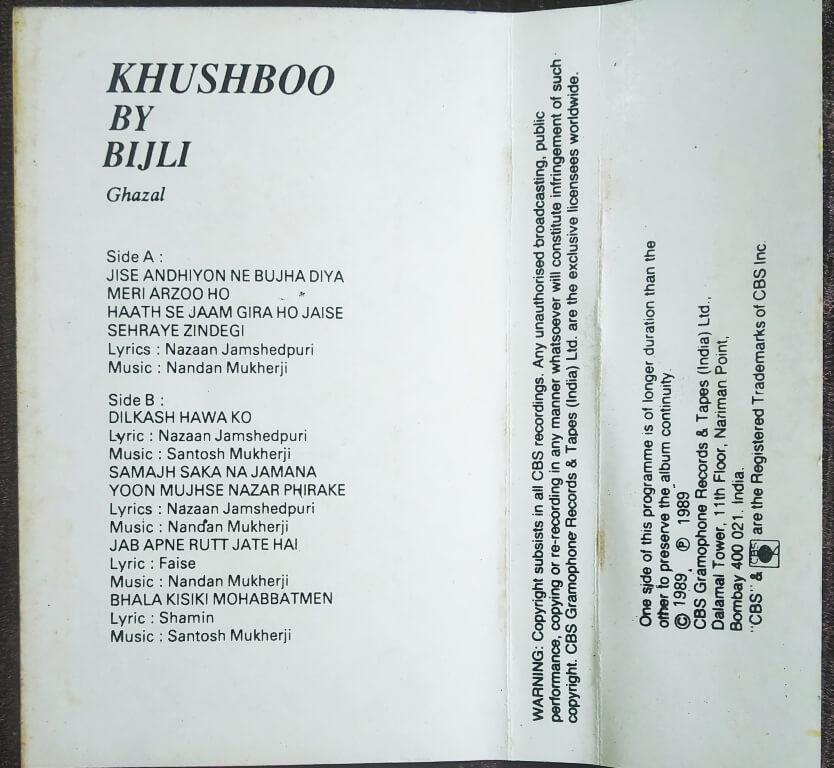 KHUSHBOO
BY
BIJLI
Ghazal
Side A :
JISE ANDHIYON NE BUJHA DIYA
MERI ARZOO HO
HAATH SE JAAM GIRA HO JAISE
SEHRAYE ZINDEGI
Lyrics : Nazaan Jamshedpuri
Music : Nandan Mukherji
Side B :
DILKASH HAWA KO
Lyric : Nazaan Jamshedpuri
Music : Santosh Mukherji
SAMAJH SAKA NA JAMANA
YOON MUJHSE NAZAR PHIRAKE
Lyrics : Nazaan Jamshedpuri
Music : Nandan Mukherji
JAB APNE RUTT JATE HAI
Lyric : Faise
Music : Nandan Mukherji
BHALA KISIKI MOHABBATMEN
Lyric : Shamin
Music : Santosh Mukherji
WARNING: Copyright subsists in all CBS recordings. Any unauthorised broadcasting, public
performance, copying or re-recording in any manner whatsoever will constitute infringement of such
copyright. CBS Gramophone Records & Tapes (India) Ltd. are the exclusive licensees worldwide.
One side of this programme is of longer duration than the
other to preserve the album continuity.
© 1989 ℗ 1989
CBS Gramophone Records & Tapes (India) Ltd.,
Dalamal Tower, 11th Floor, Nariman Point,
Bombay 400 021. India.
"CBS" & CBS are the Registered Trademarks of CBS Inc.